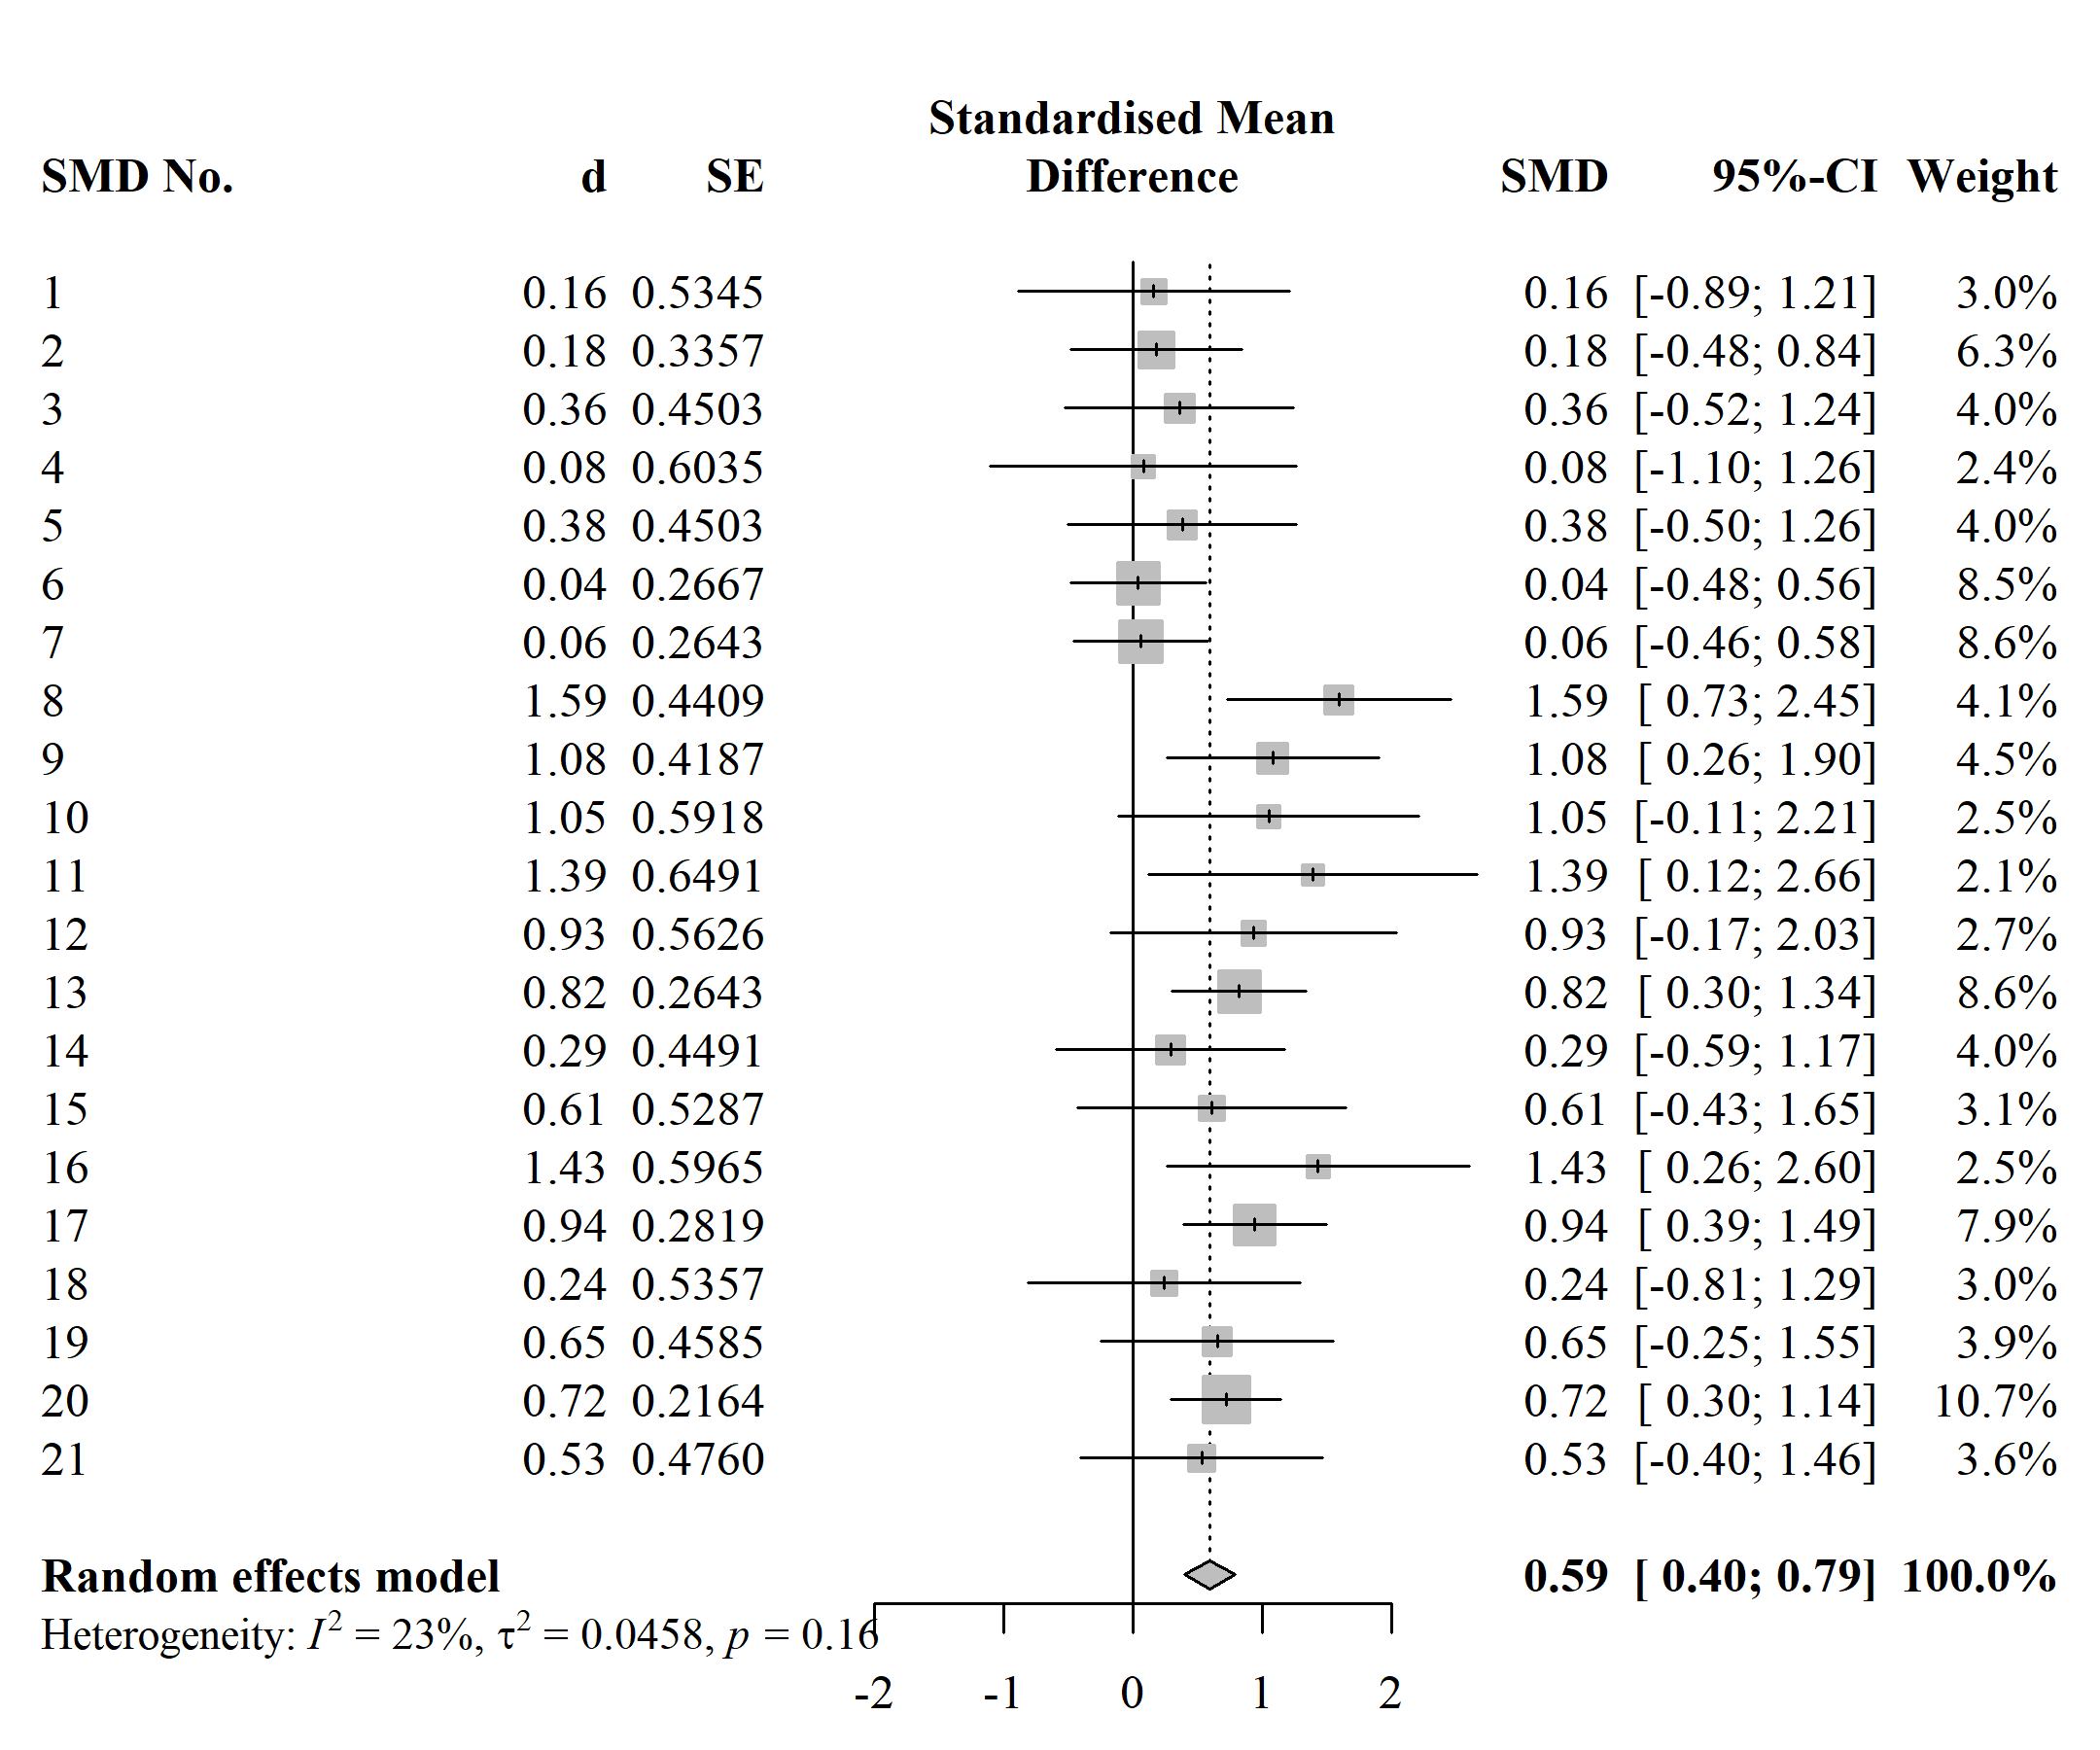 Standardised Mean
SMD No. d SE Difference SMD 95%-CI Weight
1 0.16 0.5345 0.16 [-0.89; 1.21] 3.0%
2 0.18 0.3357 0.18 [-0.48; 0.84] 6.3%
3 0.36 0.4503 0.36 [-0.52; 1.24] 4.0%
4 0.08 0.6035 0.08 [-1.10; 1.26] 2.4%
5 0.38 0.4503 0.38 [-0.50; 1.26] 4.0%
6 0.04 0.2667 0.04 [-0.48; 0.56] 8.5%
7 0.06 0.2643 0.06 [-0.46; 0.58] 8.6%
8 1.59 0.4409 1.59 [ 0.73; 2.45] 4.1%
9 1.08 0.4187 1.08 [ 0.26; 1.90] 4.5%
10 1.05 0.5918 1.05 [-0.11; 2.21] 2.5%
11 1.39 0.6491 1.39 [ 0.12; 2.66] 2.1%
12 0.93 0.5626 0.93 [-0.17; 2.03] 2.7%
13 0.82 0.2643 0.82 [ 0.30; 1.34] 8.6%
14 0.29 0.4491 0.29 [-0.59; 1.17] 4.0%
15 0.61 0.5287 0.61 [-0.43; 1.65] 3.1%
16 1.43 0.5965 1.43 [ 0.26; 2.60] 2.5%
17 0.94 0.2819 0.94 [ 0.39; 1.49] 7.9%
18 0.24 0.5357 0.24 [-0.81; 1.29] 3.0%
19 0.65 0.4585 0.65 [-0.25; 1.55] 3.9%
20 0.72 0.2164 0.72 [ 0.30; 1.14] 10.7%
21 0.53 0.4760 0.53 [-0.40; 1.46] 3.6%
Random effects model 0.59 [ 0.40; 0.79] 100.0%
Heterogeneity: I² = 23%, τ² = 0.0458, p = 0.16
-2 -1 0 1 2